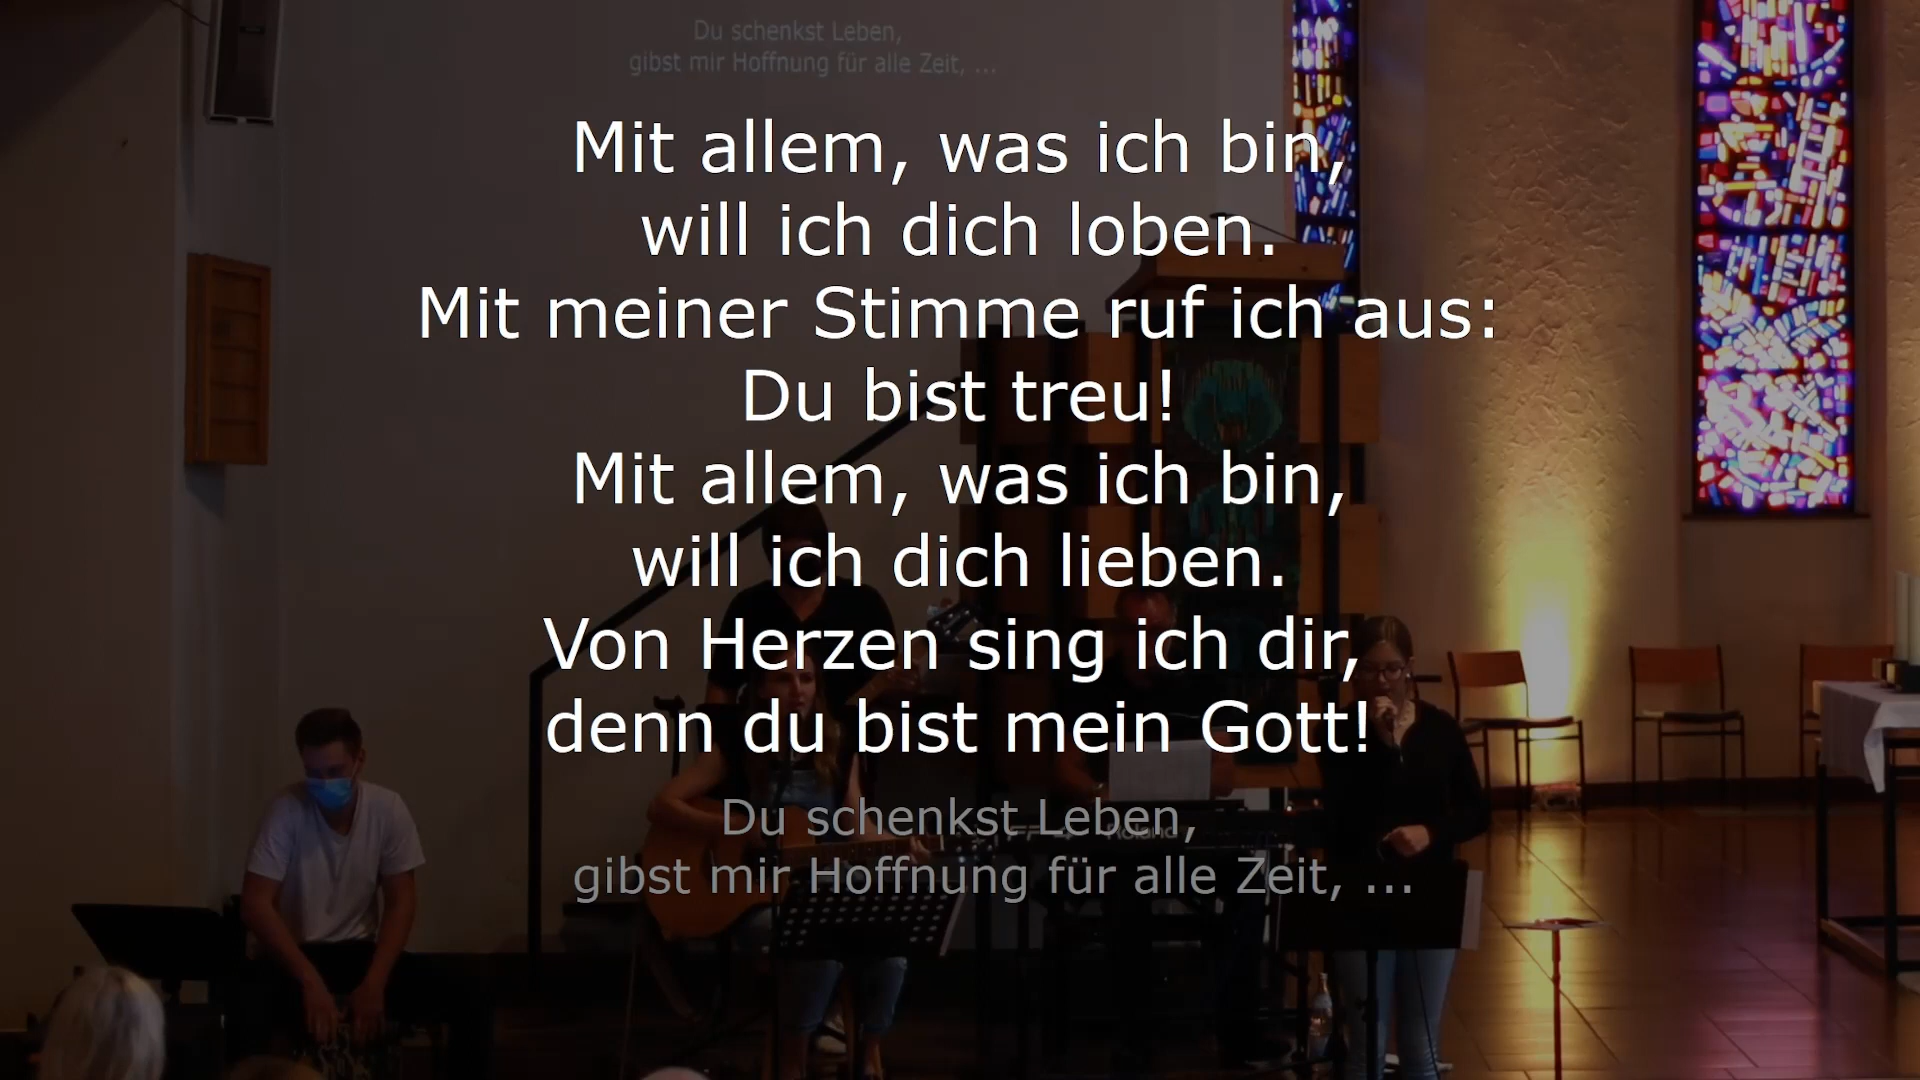 Du schenkst Leben,
gibst mir Hoffnung für alle Zeit, ...
Mit allem, was ich bin,
will ich dich loben.
Mit meiner Stimme ruf ich aus:
Du bist treu!
Mit allem, was ich bin,
will ich dich lieben.
Von Herzen sing ich dir,
denn du bist mein Gott!
Du schenkst Leben,
gibst mir Hoffnung für alle Zeit, ...
Roland